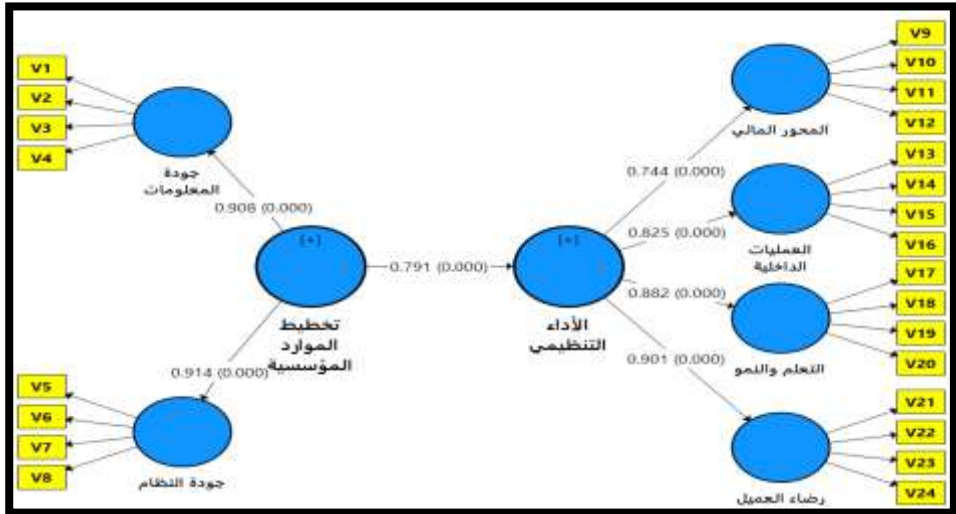 V1
V2
V3
V4
جودة
المعلومات
0.908 (0.000)
[+]
تخطيط
الموارد
المؤسسية
0.914 (0.000)
V5
V6
V7
V8
جودة النظام
0.791 (0.000)
[+]
الأداء
التنظيمي
0.744 (0.000)
0.825 (0.000)
0.882 (0.000)
0.901 (0.000)
V9
V10
V11
V12
المحور المالي
V13
V14
V15
V16
العمليات
الداخلية
V17
V18
V19
V20
التعلم والنمو
V21
V22
V23
V24
رضاء العميل